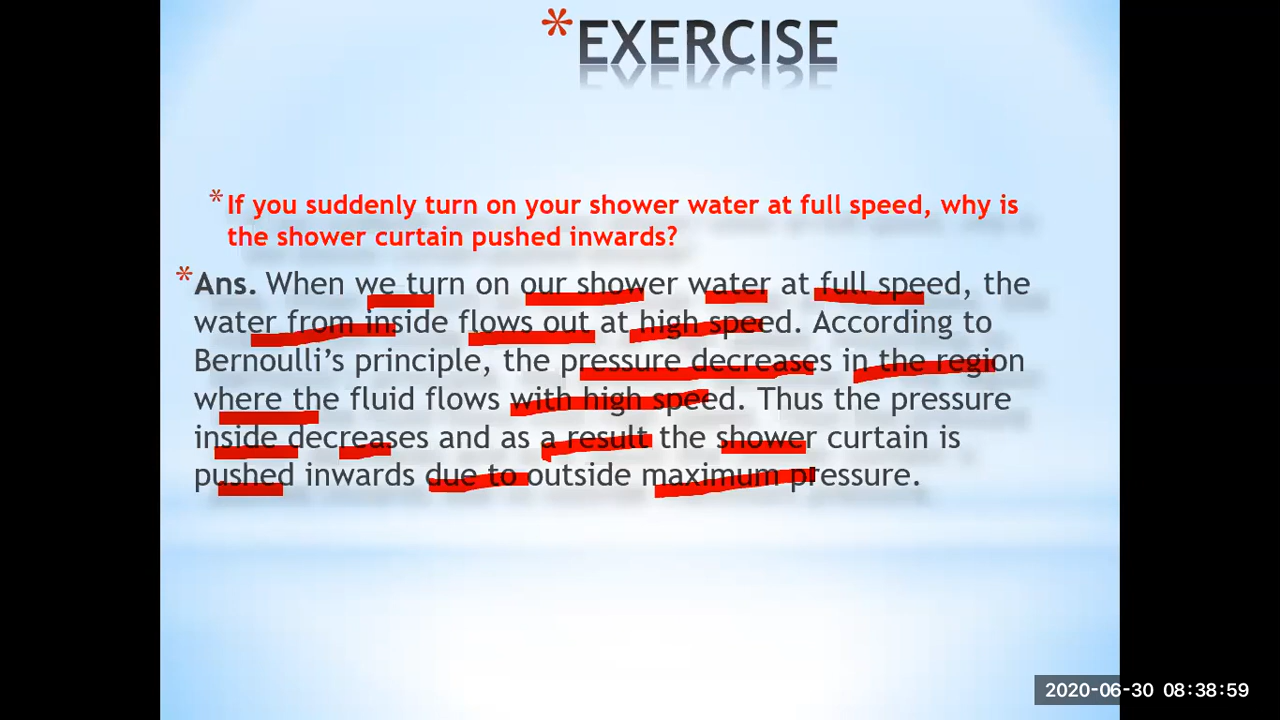 *EXERCISE
*If you suddenly turn on your shower water at full speed, why is
the shower curtain pushed inwards?
*Ans. When we turn on our shower water at full speed, the
water from inside flows out at high speed. According to
Bernoulli’s principle, the pressure decreases in the region
where the fluid flows with high speed. Thus the pressure
inside decreases and as a result the shower curtain is
pushed inwards due to outside maximum pressure.
2020-06-30 08:38:59